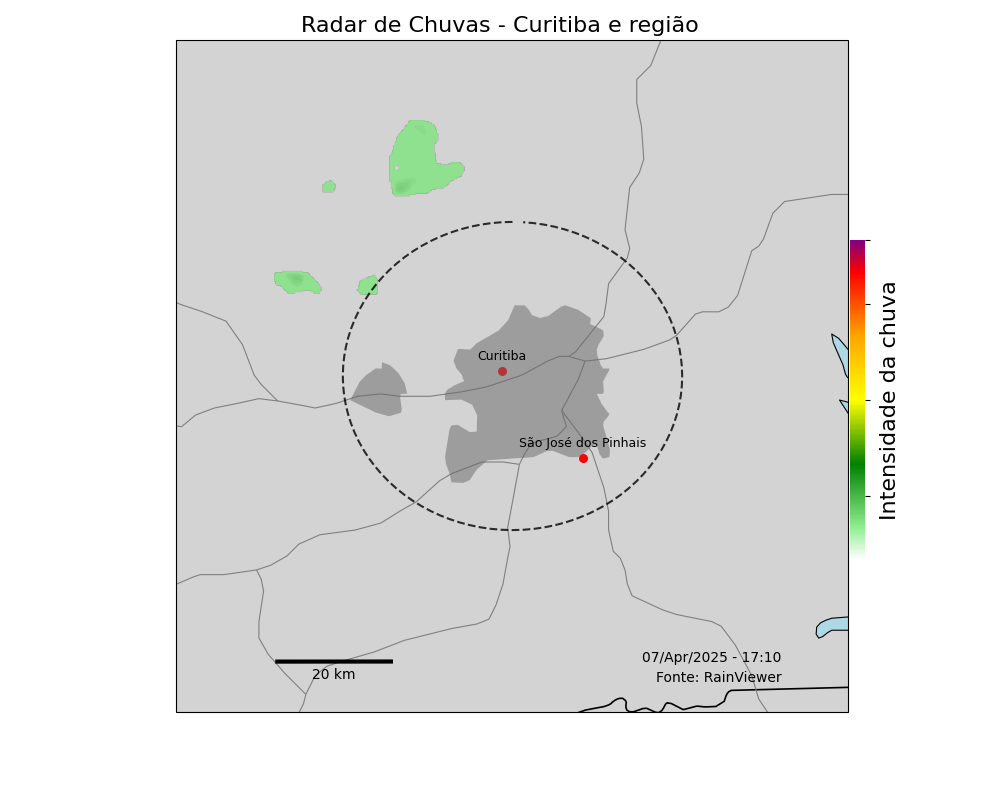 Radar de Chuvas - Curitiba e região
Curitiba
São José dos Pinhais
Intensidade da chuva
20 km
07/Apr/2025 - 17:10
Fonte: RainViewer